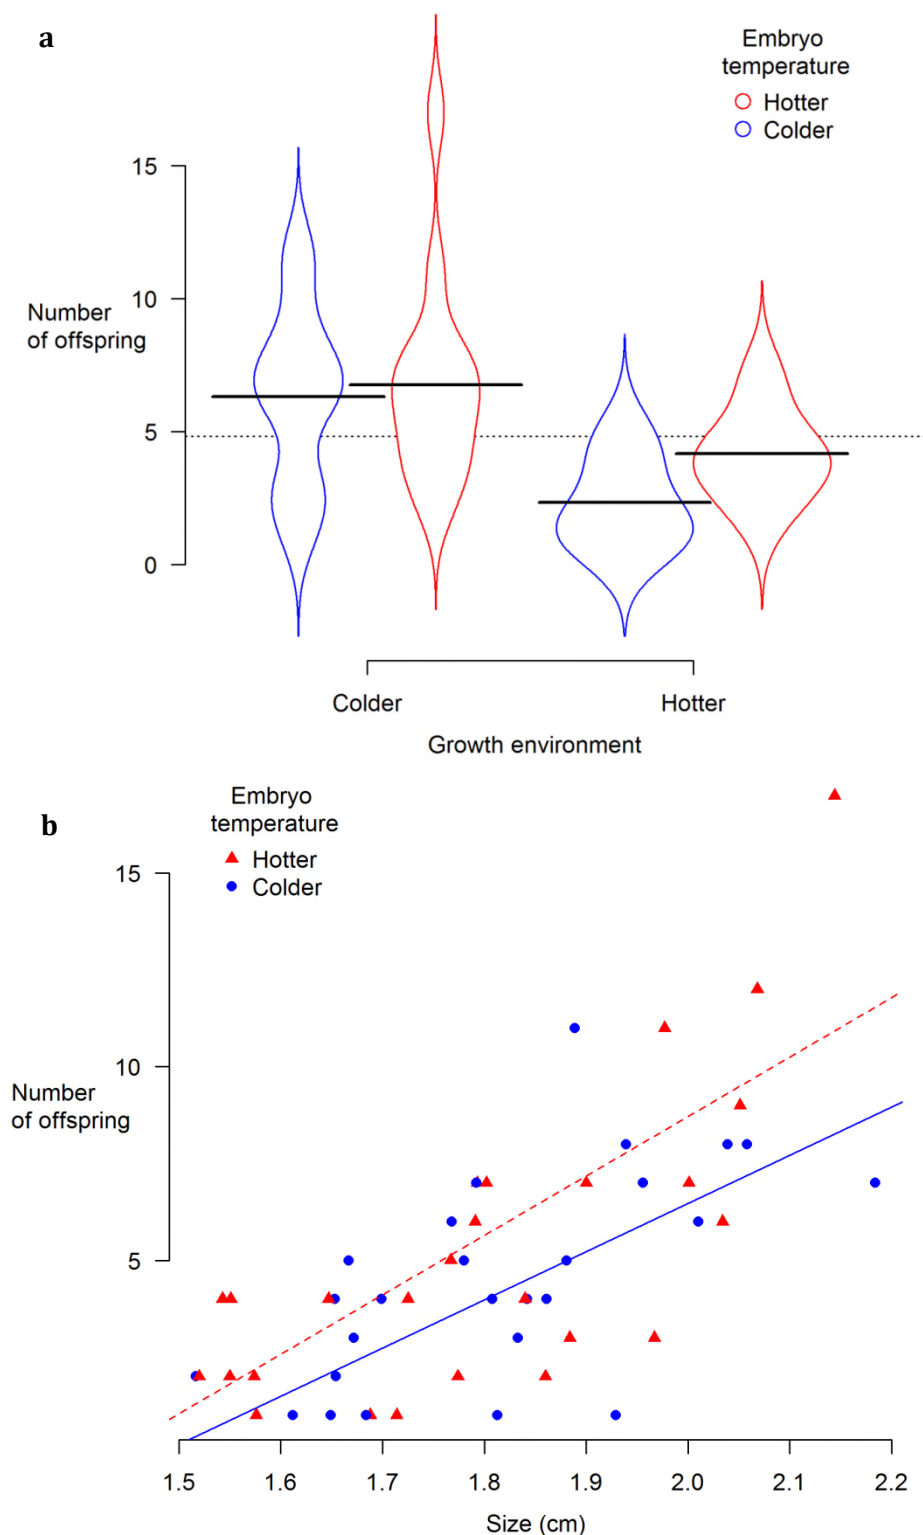 a
Embryo
temperature
Hotter
Colder
15
10
5
0
Number
of offspring
Colder
Hotter
Growth environment
b
Embryo
temperature
Hotter
Colder
15
10
5
Number
of offspring
1.5 1.6 1.7 1.8 1.9 2.0 2.1 2.2
Size (cm)